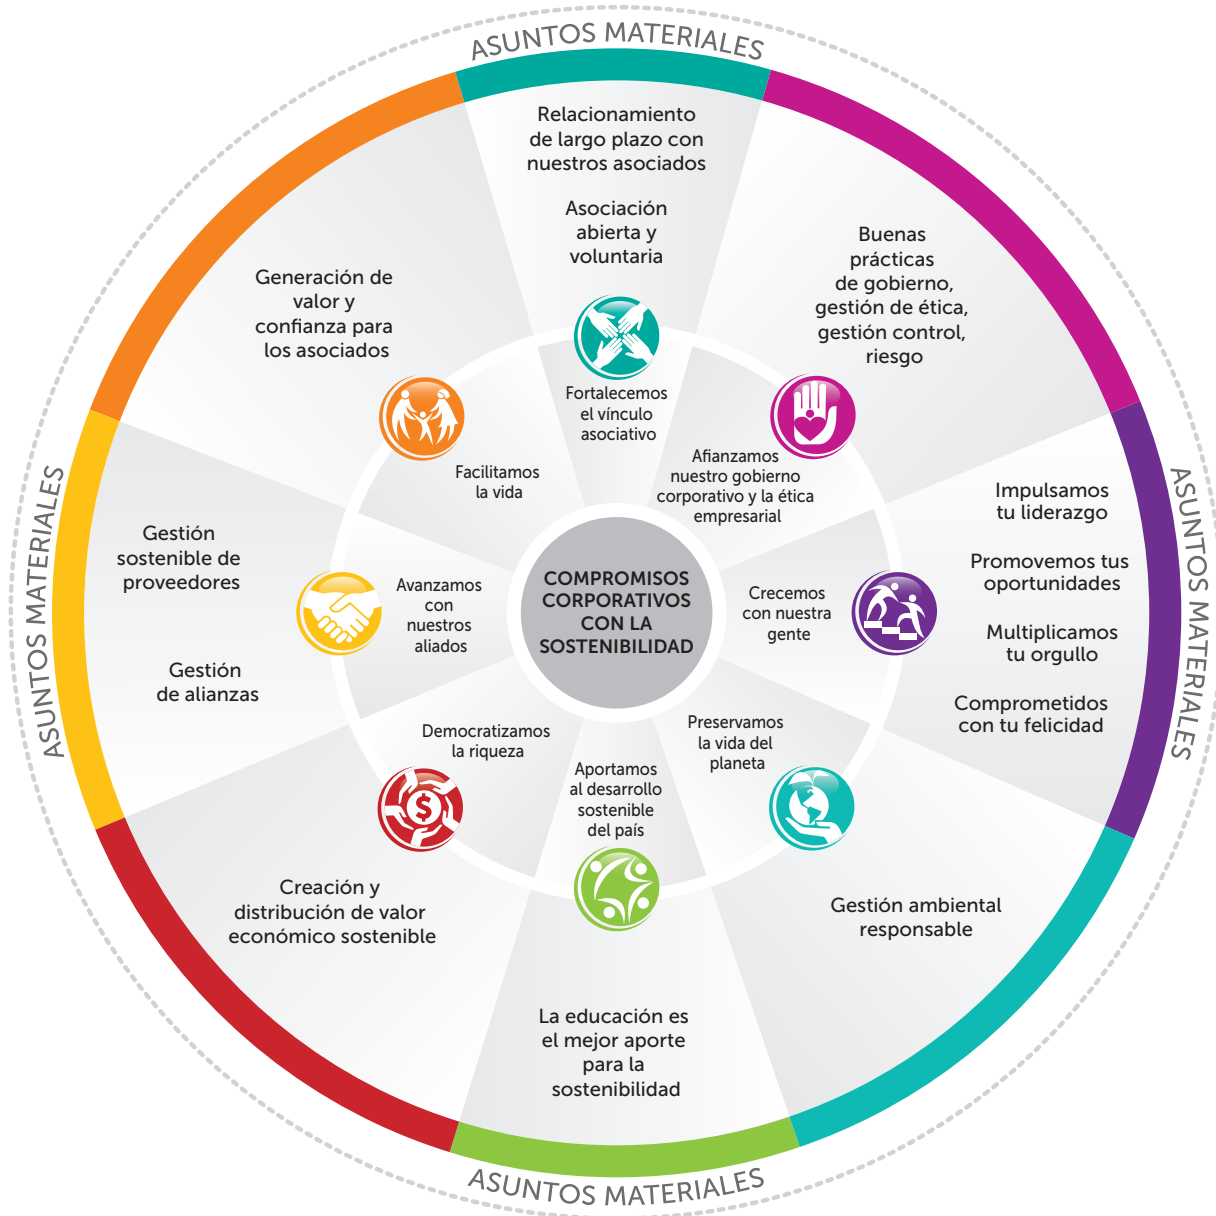 ASUNTOS MATERIALES
Relacionamiento
de largo plazo con
nuestros asociados
Asociación
abierta y
voluntaria
Fortalecemos
el vínculo
asociativo
Buenas
prácticas
de gobierno,
gestión de ética,
gestión control,
riesgo
Afianzamos
nuestro gobierno
corporativo y la ética
empresarial
ASUNTOS MATERIALES
Impulsamos
tu liderazgo
Promovemos tus
oportunidades
Multiplicamos
tu orgullo
Comprometidos
con tu felicidad
Crecemos
con nuestra
gente
Gestión ambiental
responsable
Preservamos
la vida del
planeta
Aportamos
al desarrollo
sostenible
del país
La educación es
el mejor aporte
para la
sostenibilidad
ASUNTOS MATERIALES
Democratizamos
la riqueza
$
Creación y
distribución de valor
económico sostenible
Avanzamos
con
nuestros
aliados
Gestión
sostenible de
proveedores
Gestión
de alianzas
ASUNTOS MATERIALES
Facilitamos
la vida
Generación de
valor y
confianza para
los asociados
COMPROMISOS
CORPORATIVOS
CON LA
SOSTENIBILIDAD